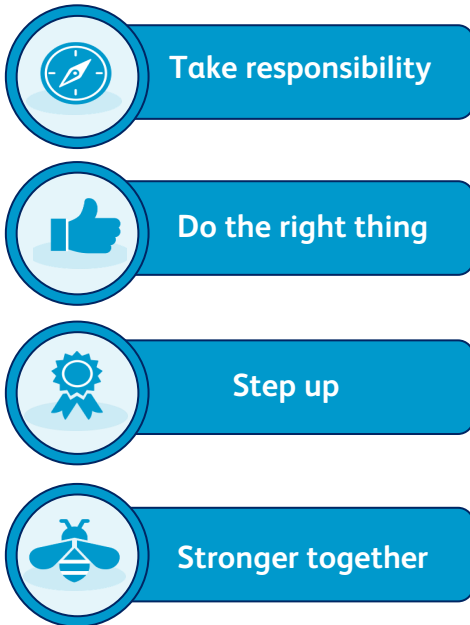 Take responsibility
Do the right thing
Step up
Stronger together